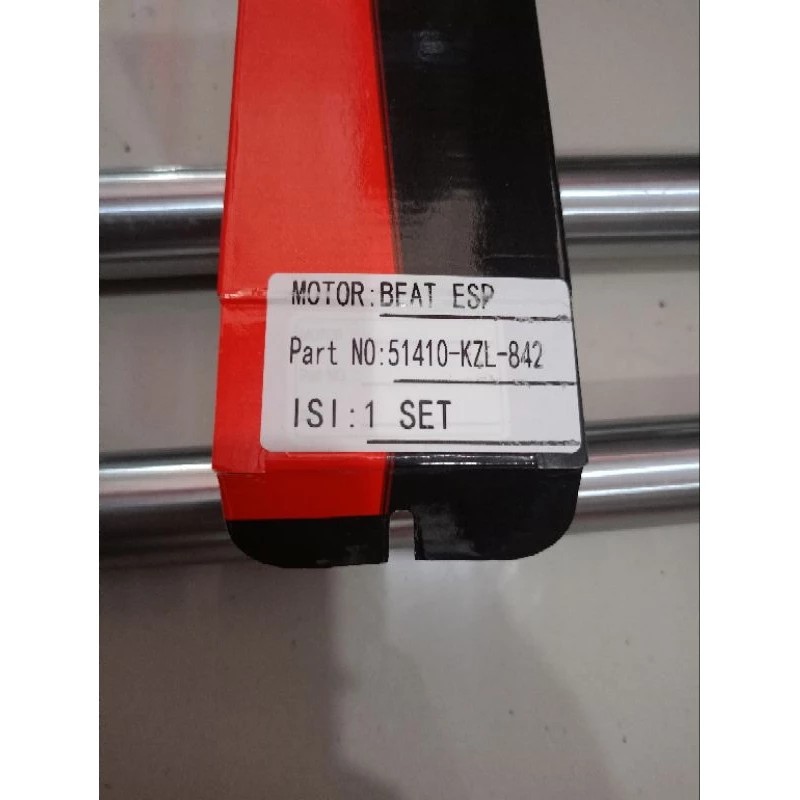 MOTOR:BEAT ESP
Part NO:51410-KZL-842
ISI:1 SET